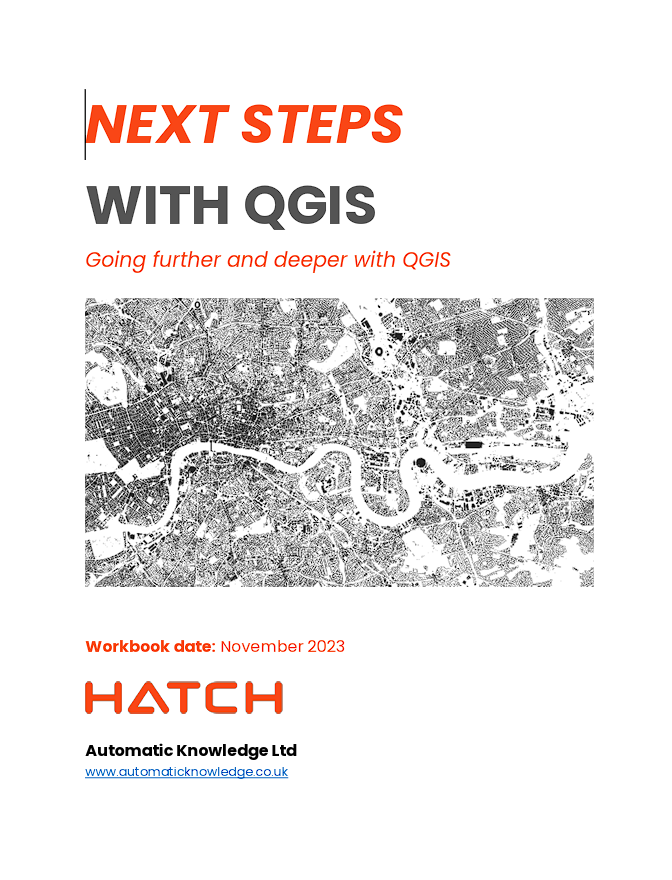 NEXT STEPS
WITH QGIS
Going further and deeper with QGIS
Workbook date: November 2023
HATCH
Automatic Knowledge Ltd
www.automaticknowledge.co.uk